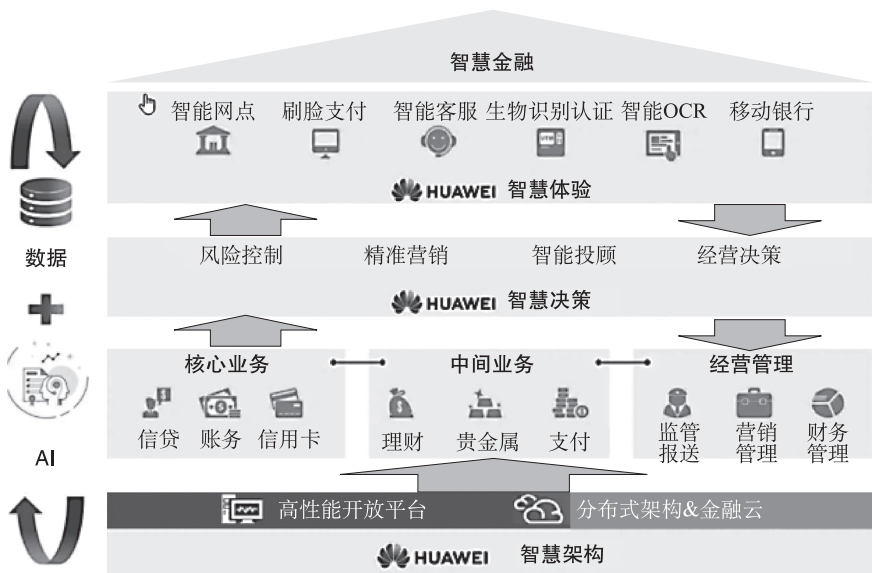 智慧金融
智能网点 刷脸支付 智能客服 生物识别认证 智能OCR 移动银行
VTM
HUAWEI 智慧体验
数据
风险控制 精准营销 智能投顾 经营决策
HUAWEI 智慧决策
AI
核心业务 中间业务 经营管理
信贷 账务 信用卡 理财 贵金属 支付 监管报送 营销管理 财务管理
高性能开放平台 分布式架构&金融云
HUAWEI 智慧架构